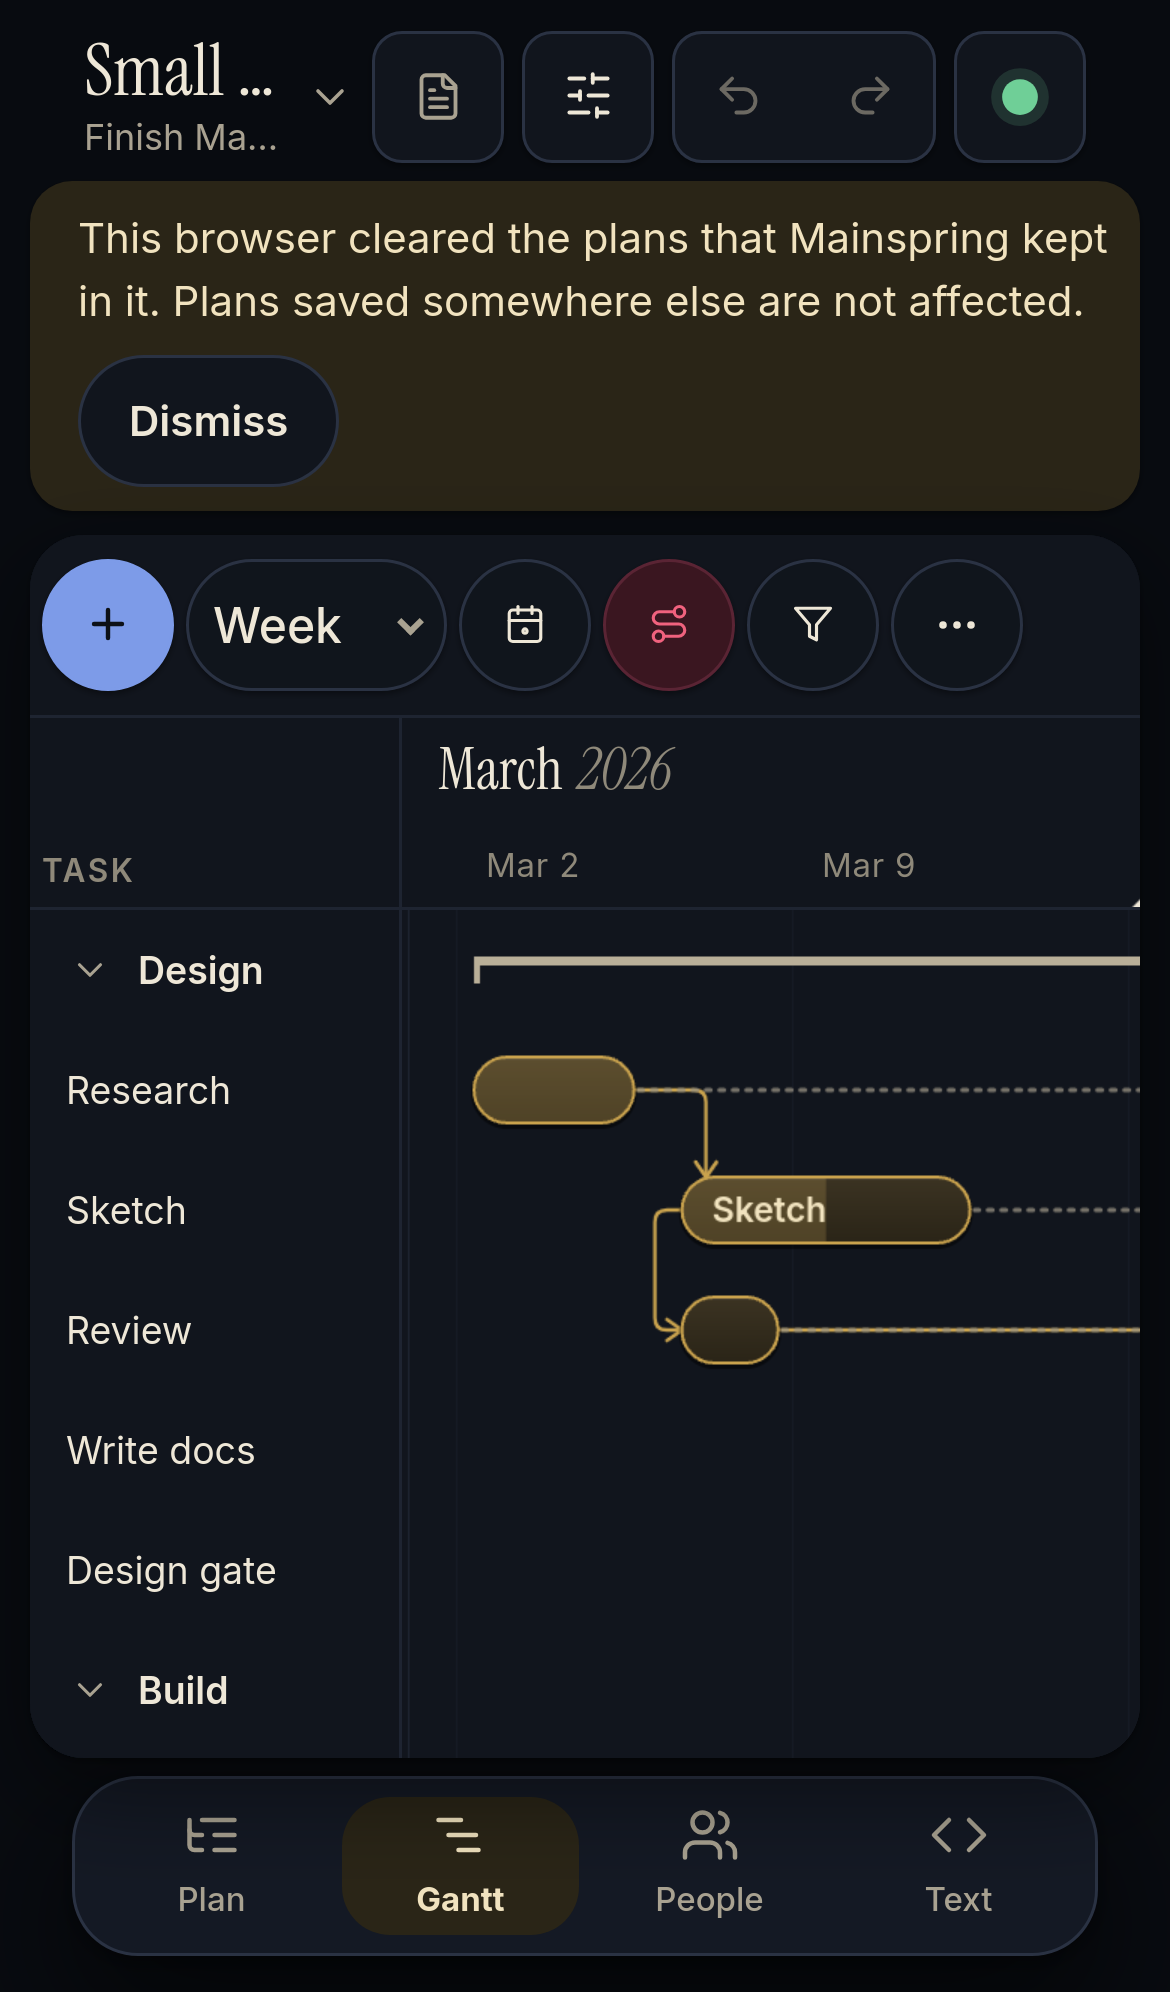 Small ...
Finish Ma...
This browser cleared the plans that Mainspring kept
in it. Plans saved somewhere else are not affected.
Dismiss
Week
March 2026
TASK
Mar 2
Mar 9
Design
Research
Sketch
Sketch
Review
Write docs
Design gate
Build
Plan
Gantt
People
Text